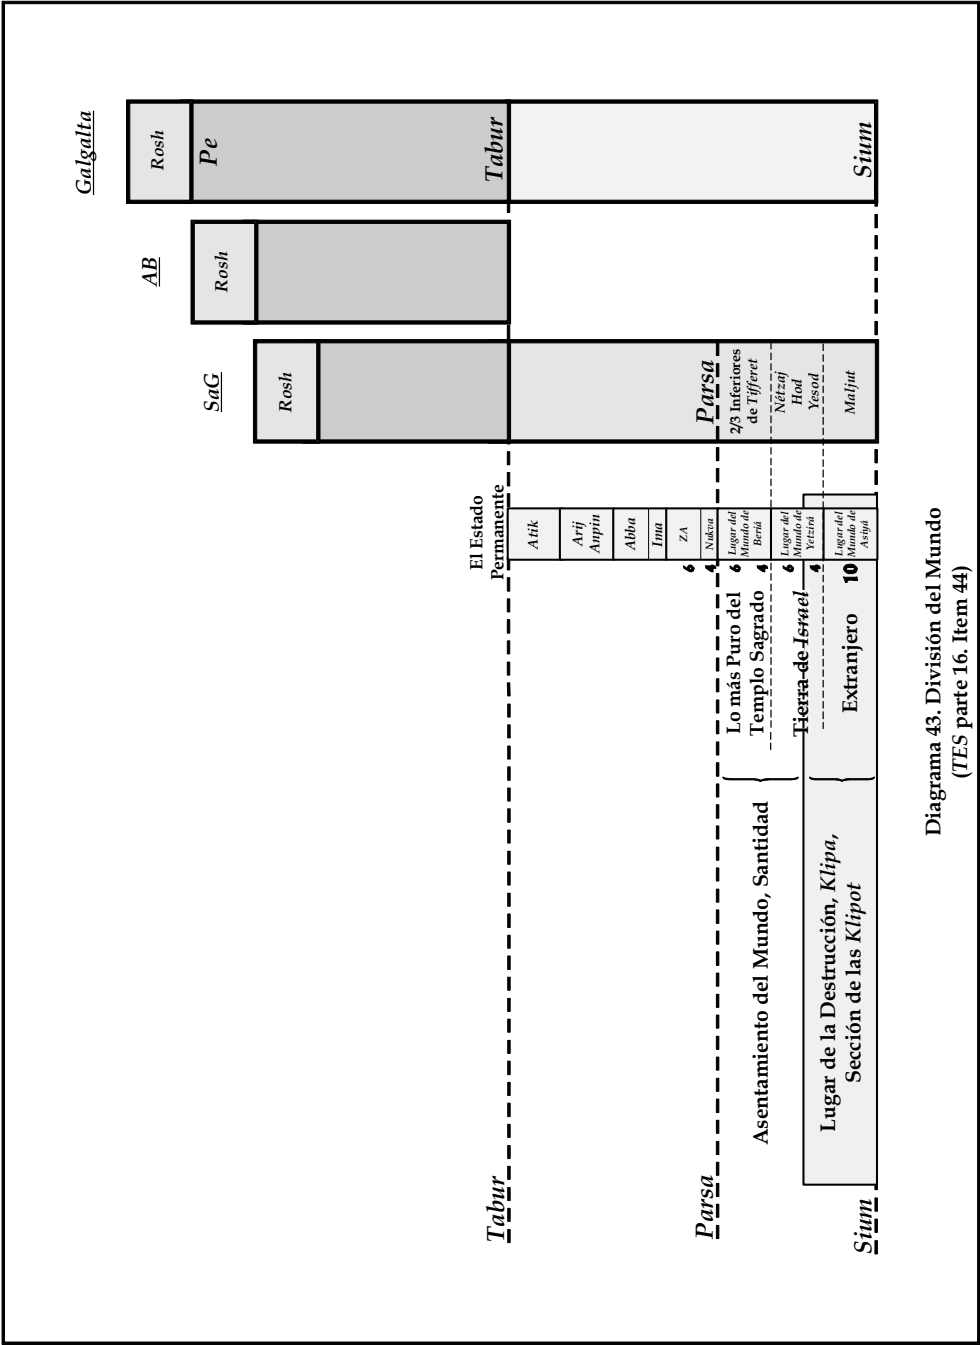 Galgalta
Rosh
Pe
Tabur
Sium
AB
Rosh
SaG
Rosh
Parsa
2/3 Inferiores
de Tifferet
Nétzaj
Hod
Yesod
Maljut
El Estado
Permanente
Atik
Arij
Anpin
Abba
Ima
ZA
Nukva
Lugar del
Mundo de
Beriá
Lugar del
Mundo de
Yetzirá
Lugar del
Mundo de
Asiyá
6
4
6
4
6
4
10
Lo más Puro del
Templo Sagrado
Tierra de Israel
Extranjero
Asentamiento del Mundo, Santidad
Lugar de la Destrucción, Klipa,
Sección de las Klipot
Tabur
Parsa
Sium
Diagrama 43. División del Mundo
(TES parte 16. Item 44)